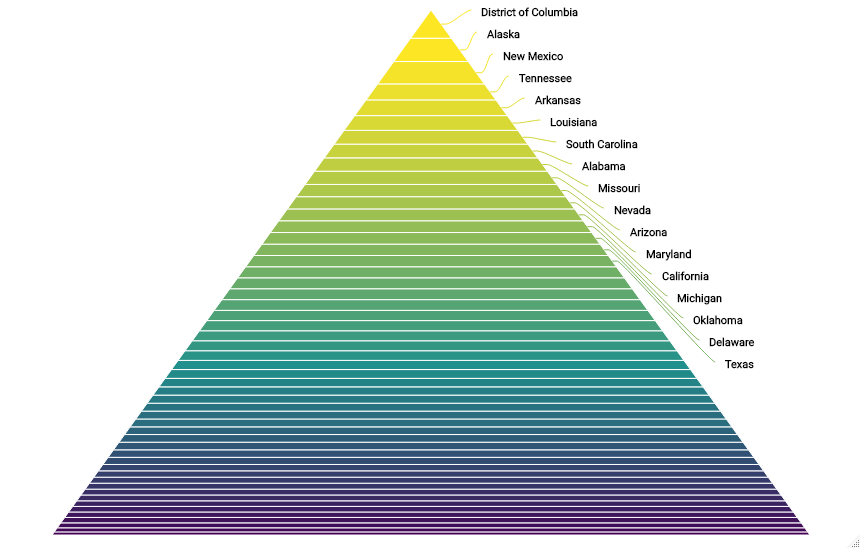 District of Columbia
Alaska
New Mexico
Tennessee
Arkansas
Louisiana
South Carolina
Alabama
Missouri
Nevada
Arizona
Maryland
California
Michigan
Oklahoma
Delaware
Texas